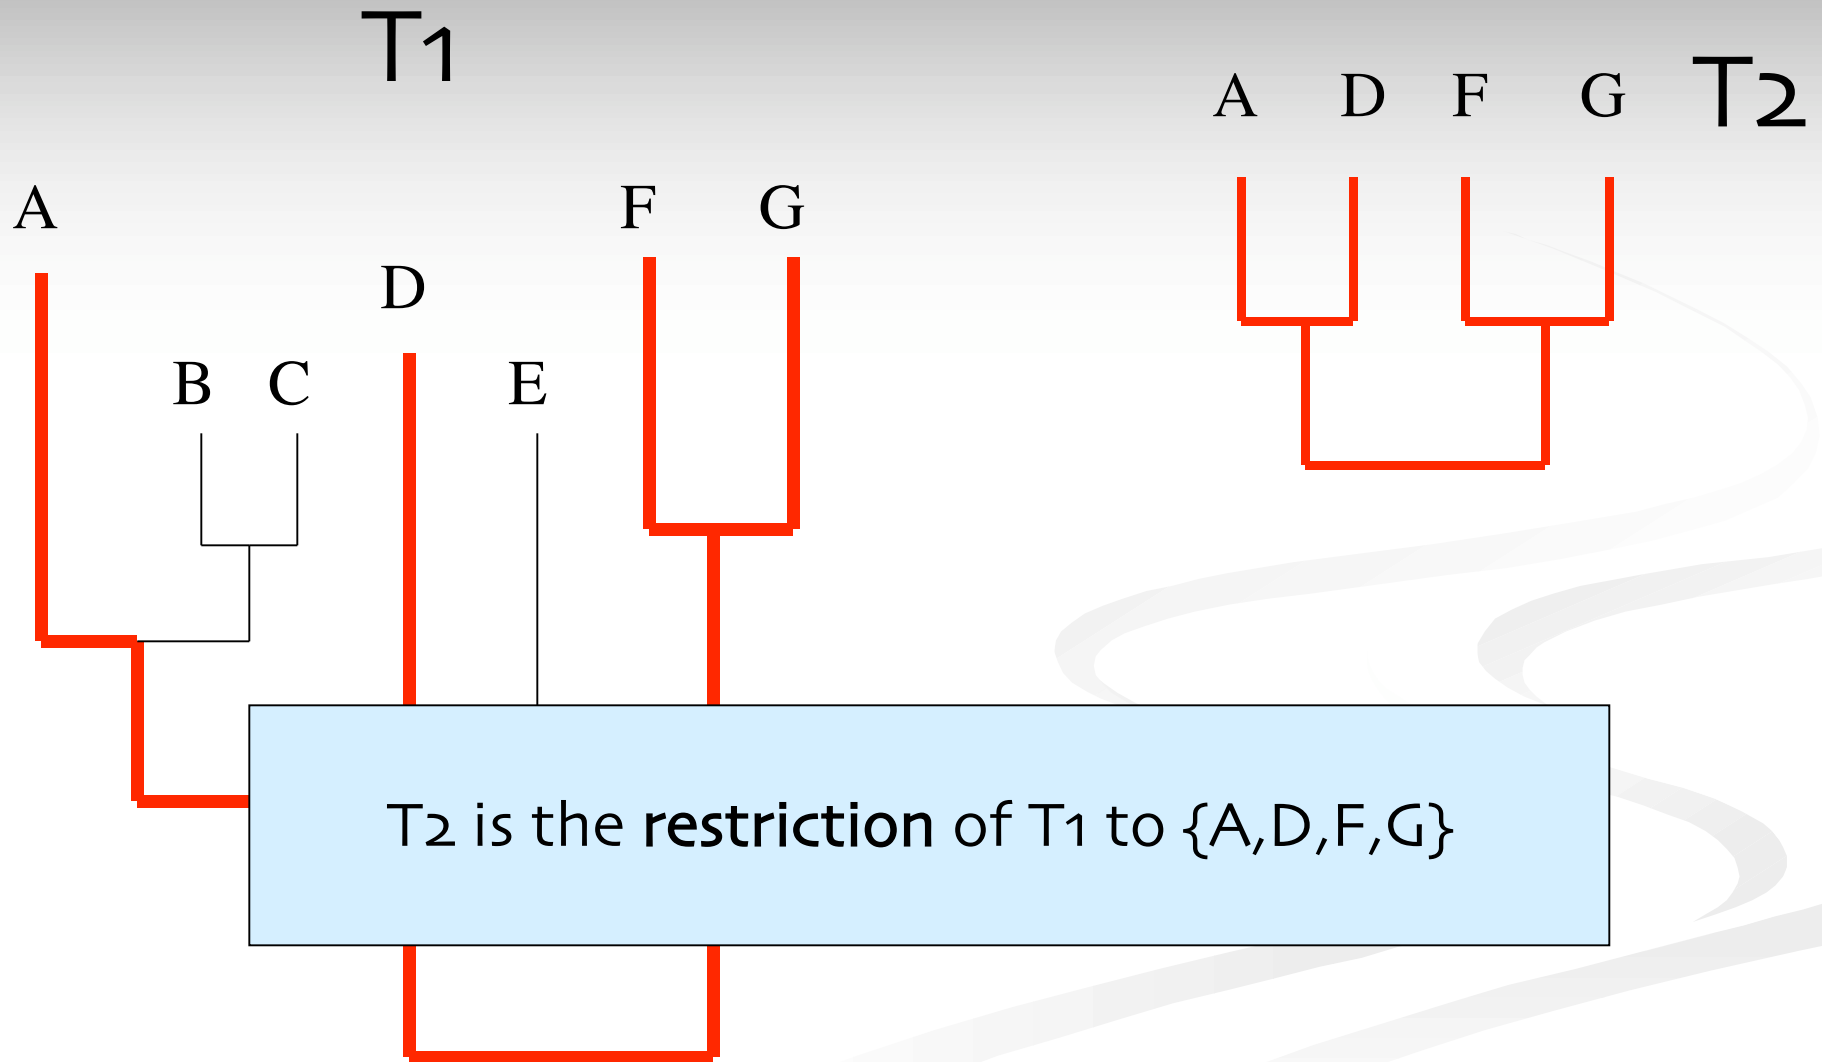 T1
A D F G T2
A F G
D
B C E
T2 is the restriction of T1 to {A,D,F,G}